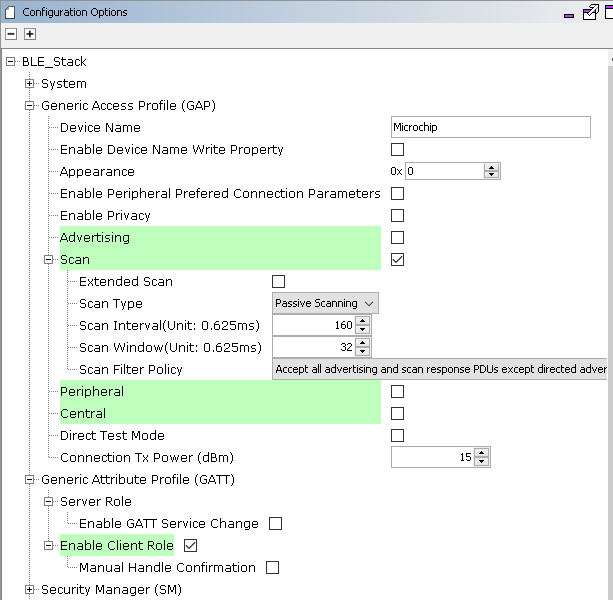 Configuration Options
BLE_Stack
System
Generic Access Profile (GAP)
Device Name Microchip
Enable Device Name Write Property
Appearance 0x 0
Enable Peripheral Prefered Connection Parameters
Enable Privacy
Advertising
Scan
Extended Scan
Scan Type Passive Scanning
Scan Interval(Unit: 0.625ms) 160
Scan Window(Unit: 0.625ms) 32
Scan Filter Policy Accept all advertising and scan response PDUs except directed adver
Peripheral
Central
Direct Test Mode
Connection Tx Power (dBm) 15
Generic Attribute Profile (GATT)
Server Role
Enable GATT Service Change
Enable Client Role
Manual Handle Confirmation
Security Manager (SM)